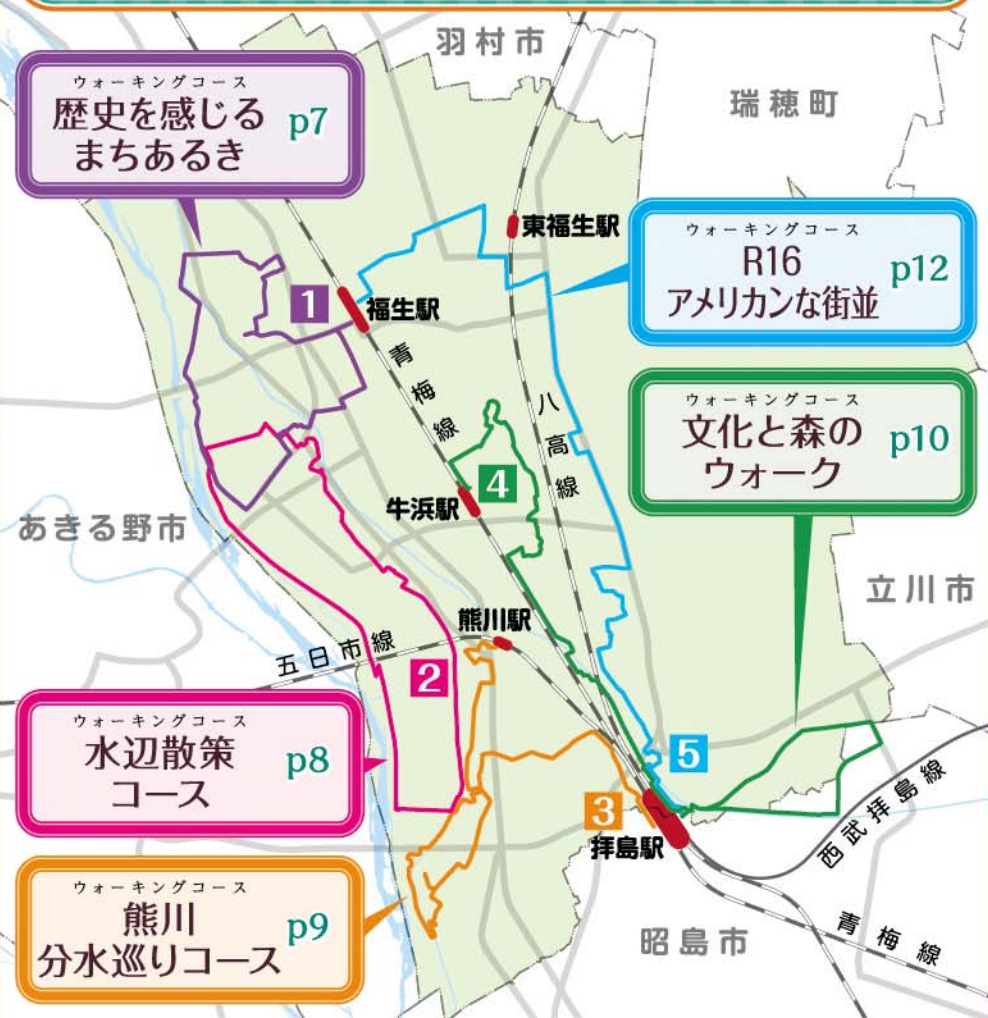 羽村市
瑞穂町
ウォーキングコース
歴史を感じる
まちあるき
p7
東福生駅
ウォーキングコース
R16
アメリカンな街並
p12
1
福生駅
青梅線
八高線
ウォーキングコース
文化と森の
ウォーク
p10
4
牛浜駅
あきる野市
立川市
熊川駅
五日市線
2
ウォーキングコース
水辺散策
コース
p8
5
3
拝島駅
西武拝島線
ウォーキングコース
熊川
分水巡りコース
p9
昭島市
青梅線